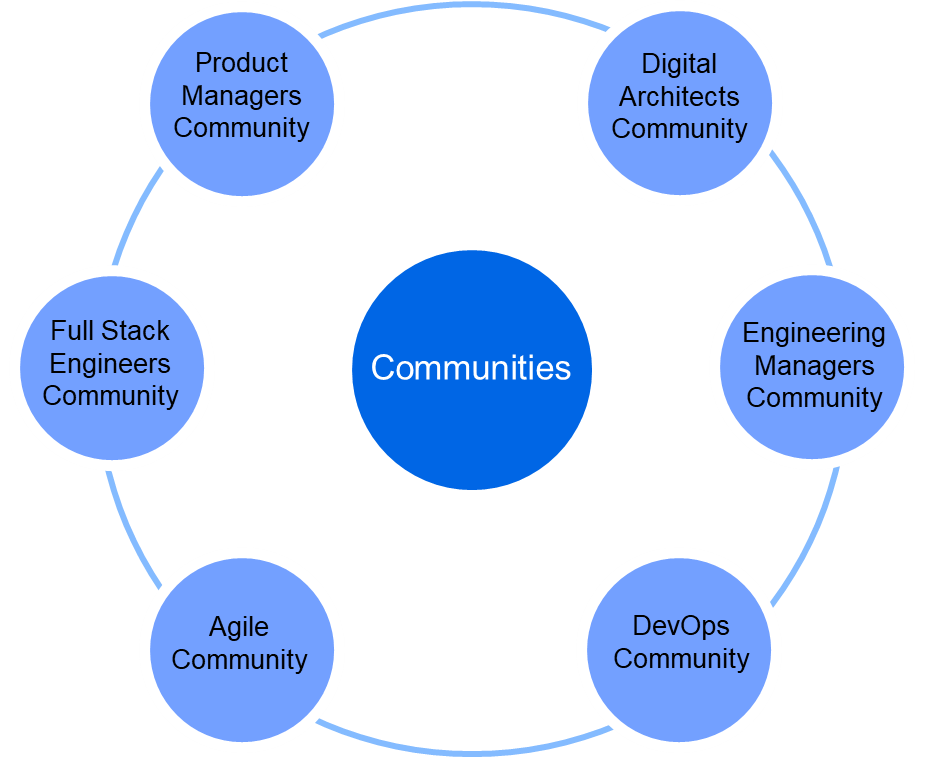 Product
Managers
Community
Digital
Architects
Community
Full Stack
Engineers
Community
Communities
Engineering
Managers
Community
Agile
Community
DevOps
Community